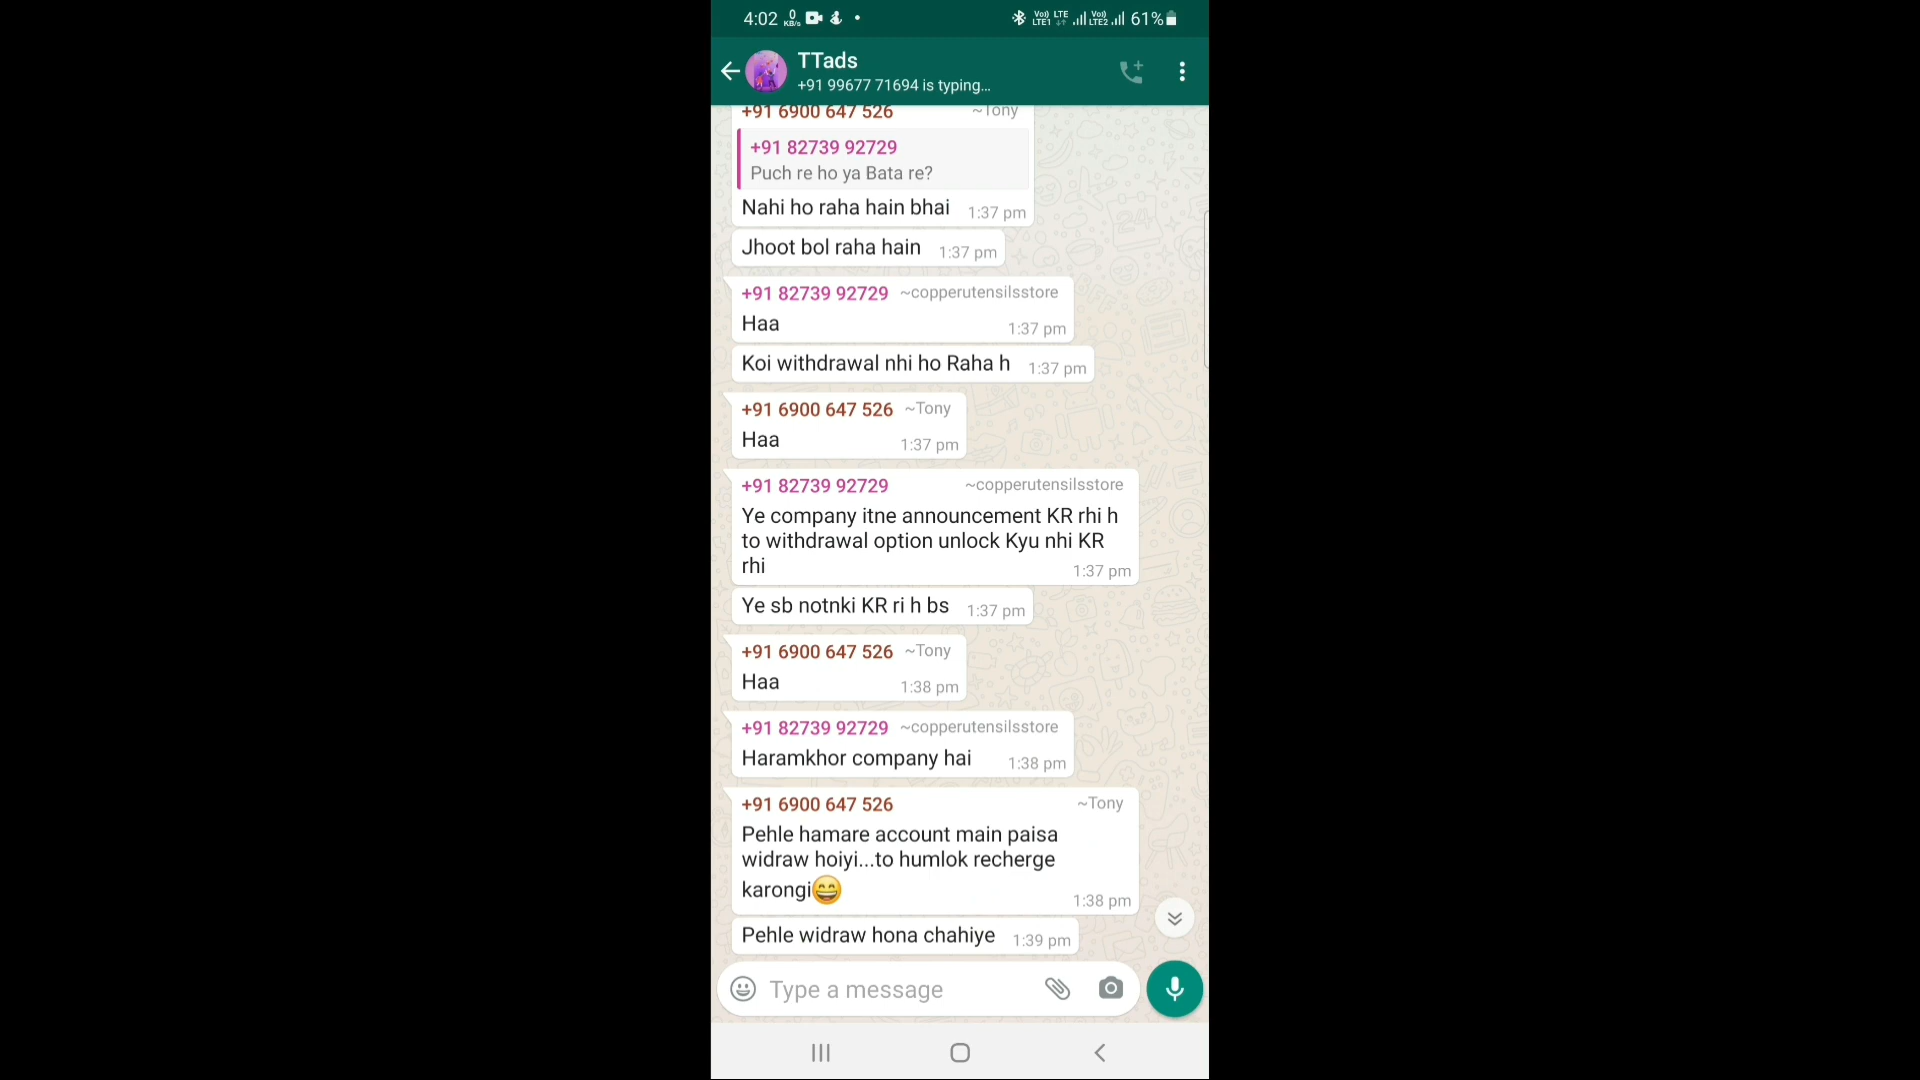 4:02 0 KB/s Vo) LTE1 LTE Vo) LTE2 61%
TTads
+91 99677 71694 is typing...
+91 6900 647 526 ~Tony
+91 82739 92729
Puch re ho ya Bata re?
Nahi ho raha hain bhai 1:37 pm
Jhoot bol raha hain 1:37 pm
+91 82739 92729 ~copperutensilsstore
Haa 1:37 pm
Koi withdrawal nhi ho Raha h 1:37 pm
+91 6900 647 526 ~Tony
Haa 1:37 pm
+91 82739 92729 ~copperutensilsstore
Ye company itne announcement KR rhi h
to withdrawal option unlock Kyu nhi KR
rhi 1:37 pm
Ye sb notnki KR ri h bs 1:37 pm
+91 6900 647 526 ~Tony
Haa 1:38 pm
+91 82739 92729 ~copperutensilsstore
Haramkhor company hai 1:38 pm
+91 6900 647 526 ~Tony
Pehle hamare account main paisa
widraw hoiyi...to humlok recherge
karongi😄 1:38 pm
Pehle widraw hona chahiye 1:39 pm
Type a message